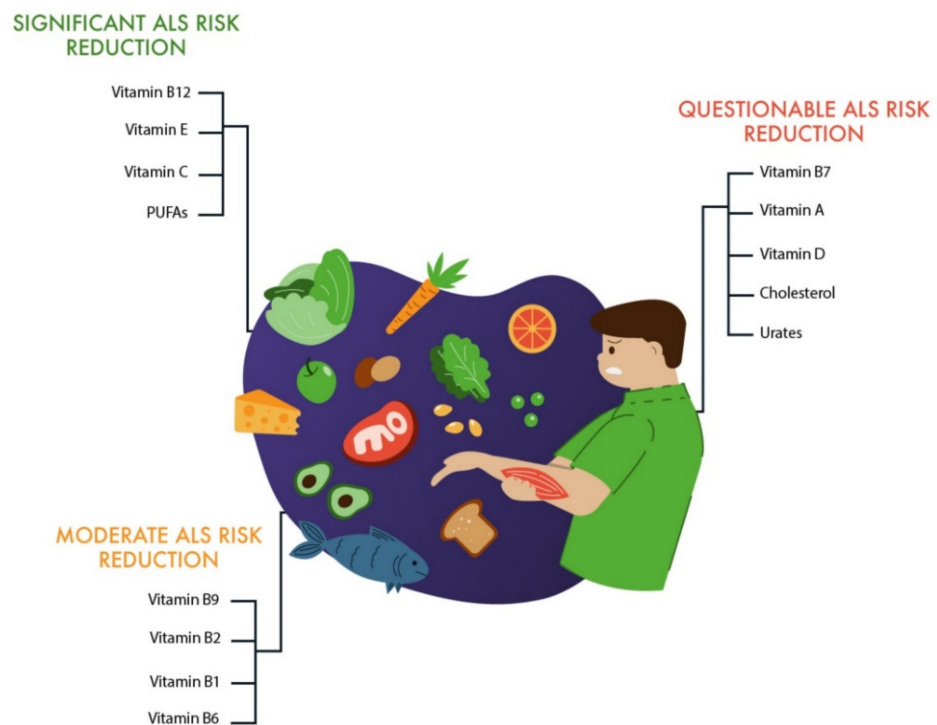 SIGNIFICANT ALS RISK
REDUCTION
Vitamin B12
Vitamin E
Vitamin C
PUFAs
QUESTIONABLE ALS RISK
REDUCTION
Vitamin B7
Vitamin A
Vitamin D
Cholesterol
Urates
MODERATE ALS RISK
REDUCTION
Vitamin B9
Vitamin B2
Vitamin B1
Vitamin B6